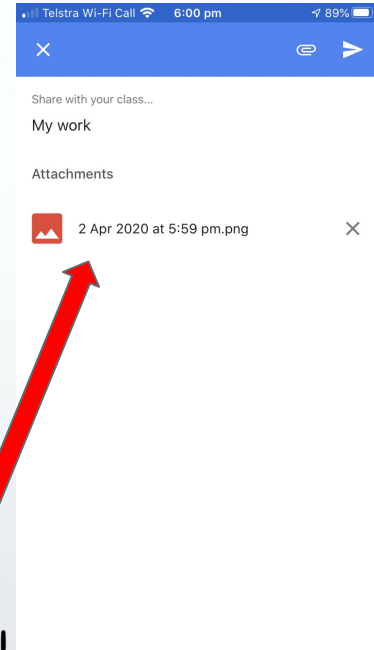 Telstra Wi-Fi Call 6:00 pm 89%
Share with your class...
My work
Attachments
2 Apr 2020 at 5:59 pm.png